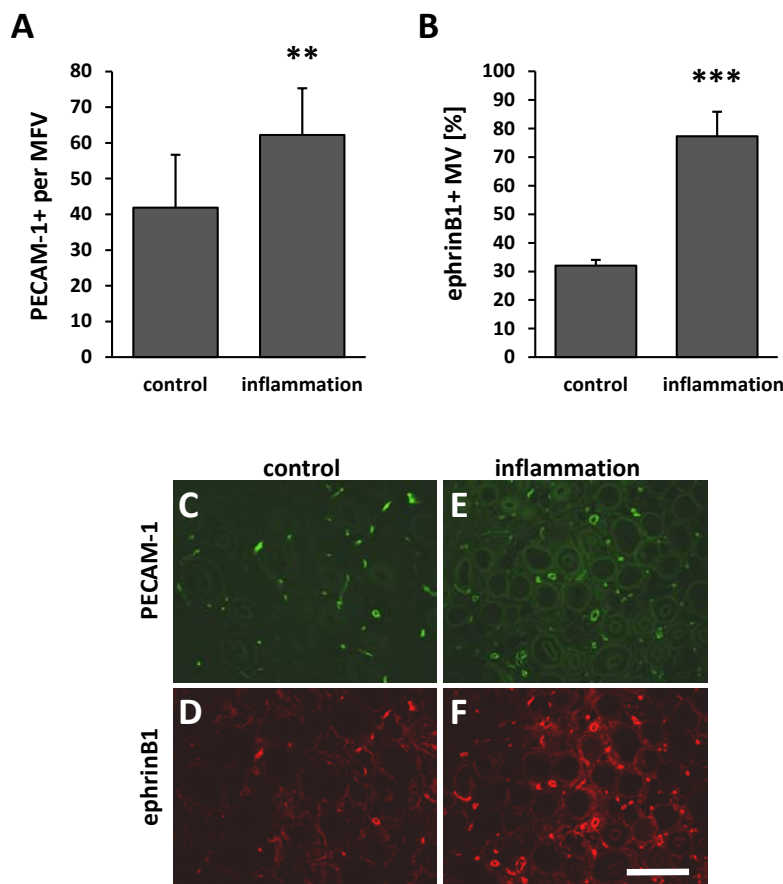 A
PECAM-1+ per MFV
80
70
60
50
40
30
20
10
0
**
control
inflammation
B
ephrinB1+ MV [%]
100
90
80
70
60
50
40
30
20
10
0
***
control
inflammation
control
inflammation
PECAM-1
C
E
ephrinB1
D
F